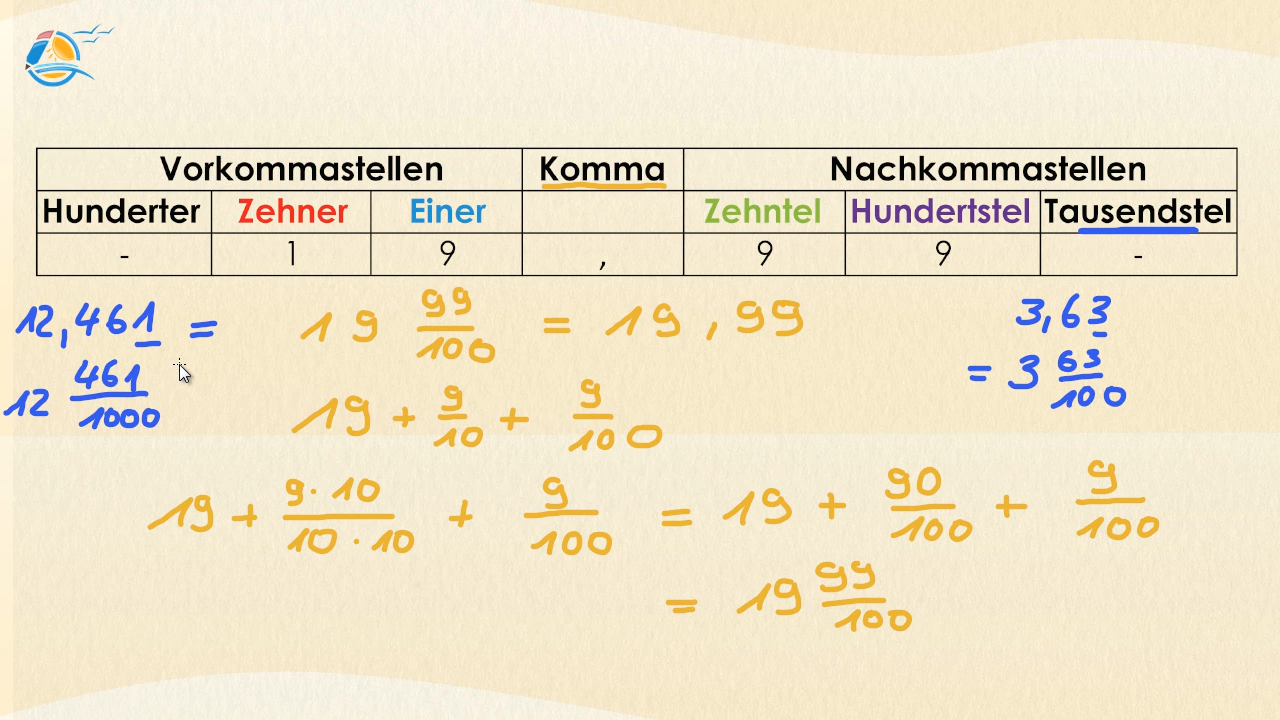 Vorkommastellen Komma Nachkommastellen
Hunderter Zehner Einer Zehntel Hundertstel Tausendstel
- 1 9 , 9 9 -
12,461 =
12 461/1000
19 99/100 = 19,99
3,63
= 3 63/100
19 + 9/10 + 9/100
19 + 9·10/10·10 + 9/100 = 19 + 90/100 + 9/100
= 19 99/100